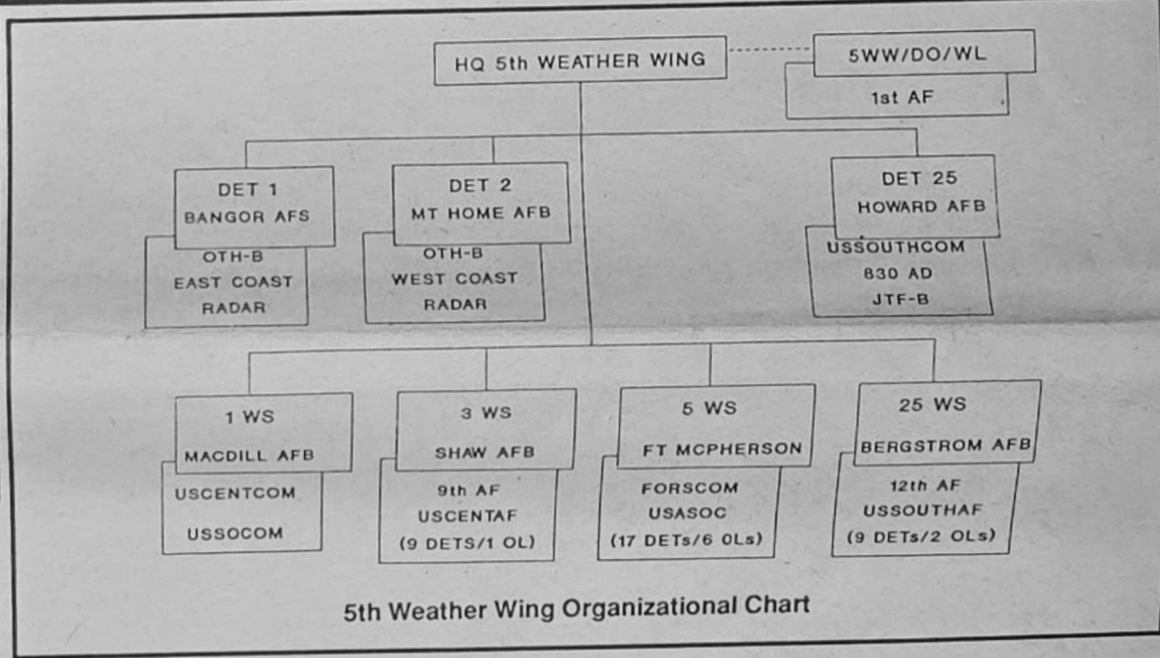 HQ 5th WEATHER WING
5WW/DO/WL
1st AF
DET 1
BANGOR AFS
OTH-B
EAST COAST
RADAR
DET 2
MT HOME AFB
OTH-B
WEST COAST
RADAR
DET 25
HOWARD AFB
USSOUTHCOM
830 AD
JTF-B
1 WS
MACDILL AFB
USCENTCOM
USSOCOM
3 WS
SHAW AFB
9th AF
USCENTAF
(9 DETS/1 OL)
5 WS
FT MCPHERSON
FORSCOM
USASOC
(17 DETs/6 OLs)
25 WS
BERGSTROM AFB
12th AF
USSOUTHAF
(9 DETs/2 OLs)
5th Weather Wing Organizational Chart